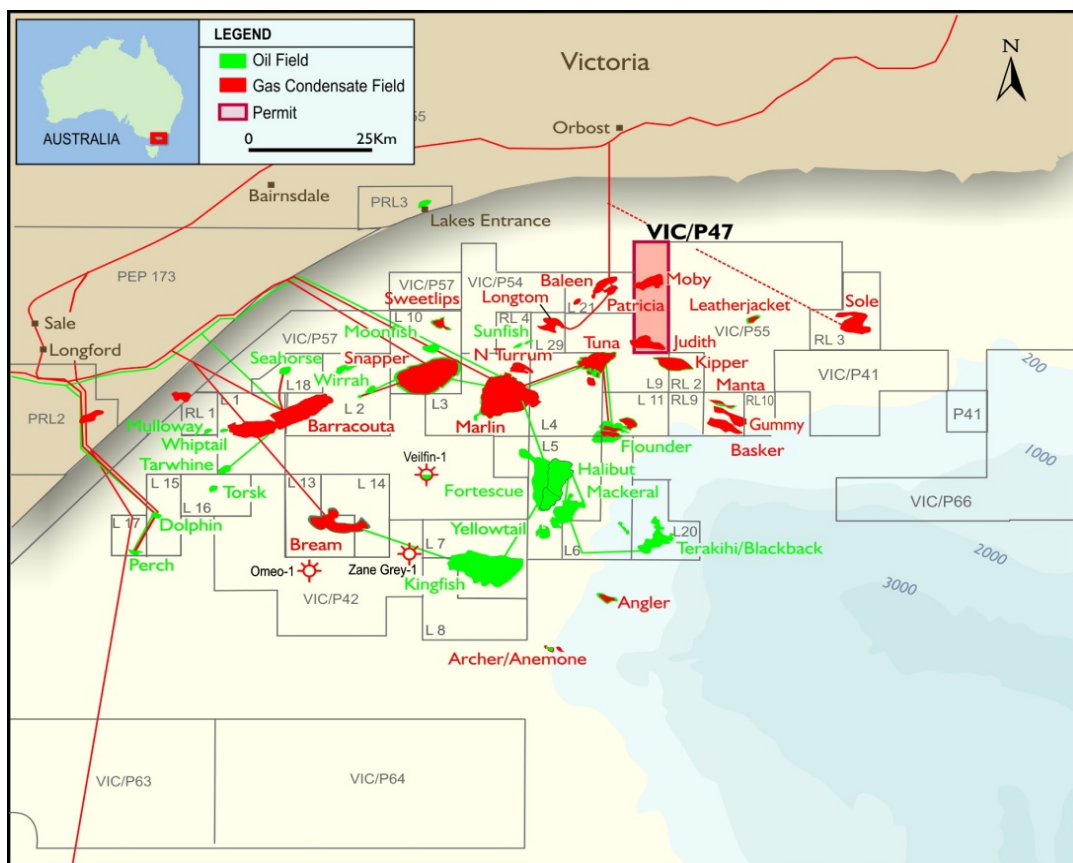 LEGEND
Oil Field
Gas Condensate Field
Permit
0 25Km
AUSTRALIA
N
Victoria
Orbost
Bairnsdale
PRL3
Lakes Entrance
VIC/P47
PEP 173
VIC/P57
VIC/P54
Baleen
Moby
Sweetlips
Longtom
L 21
Patricia
Leatherjacket
Sole
Sale
L 10
RL 4
Moonfish
Sunfish
VIC/P55
Longford
VIC/P57
L 29
Tuna
Judith
RL 3
Seahorse
Snapper
N Turrum
Kipper
Wirrah
VIC/P41
L18
L9
RL 2
Manta
PRL2
RL 1
L 1
L 2
L3
L 11
RL9
RL10
P41
200
Mulloway
Barracouta
Marlin
L4
Gummy
Whiptail
Flounder
Basker
Tarwhine
Veilfin-1
L5
Halibut
1000
L 15
Torsk
L13
L 14
Fortescue
Mackeral
VIC/P66
L 16
L 17
Dolphin
Yellowtail
L20
Bream
L 7
L6
Terakihi/Blackback
2000
Perch
Omeo-1
Zane Grey-1
Kingfish
3000
VIC/P42
Angler
L 8
Archer/Anemone
VIC/P63
VIC/P64